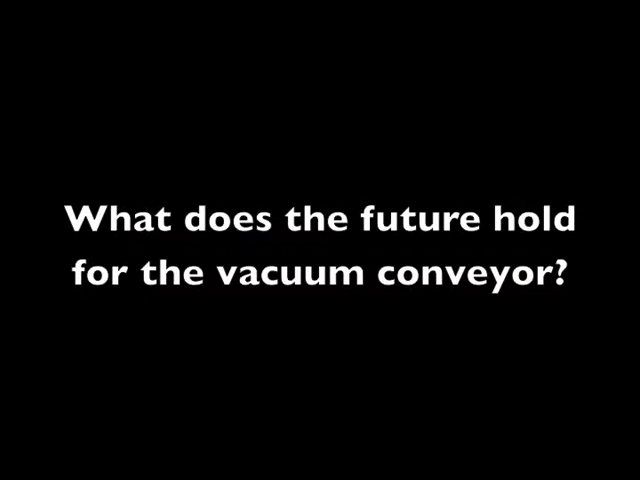 What does the future hold
for the vacuum conveyor?